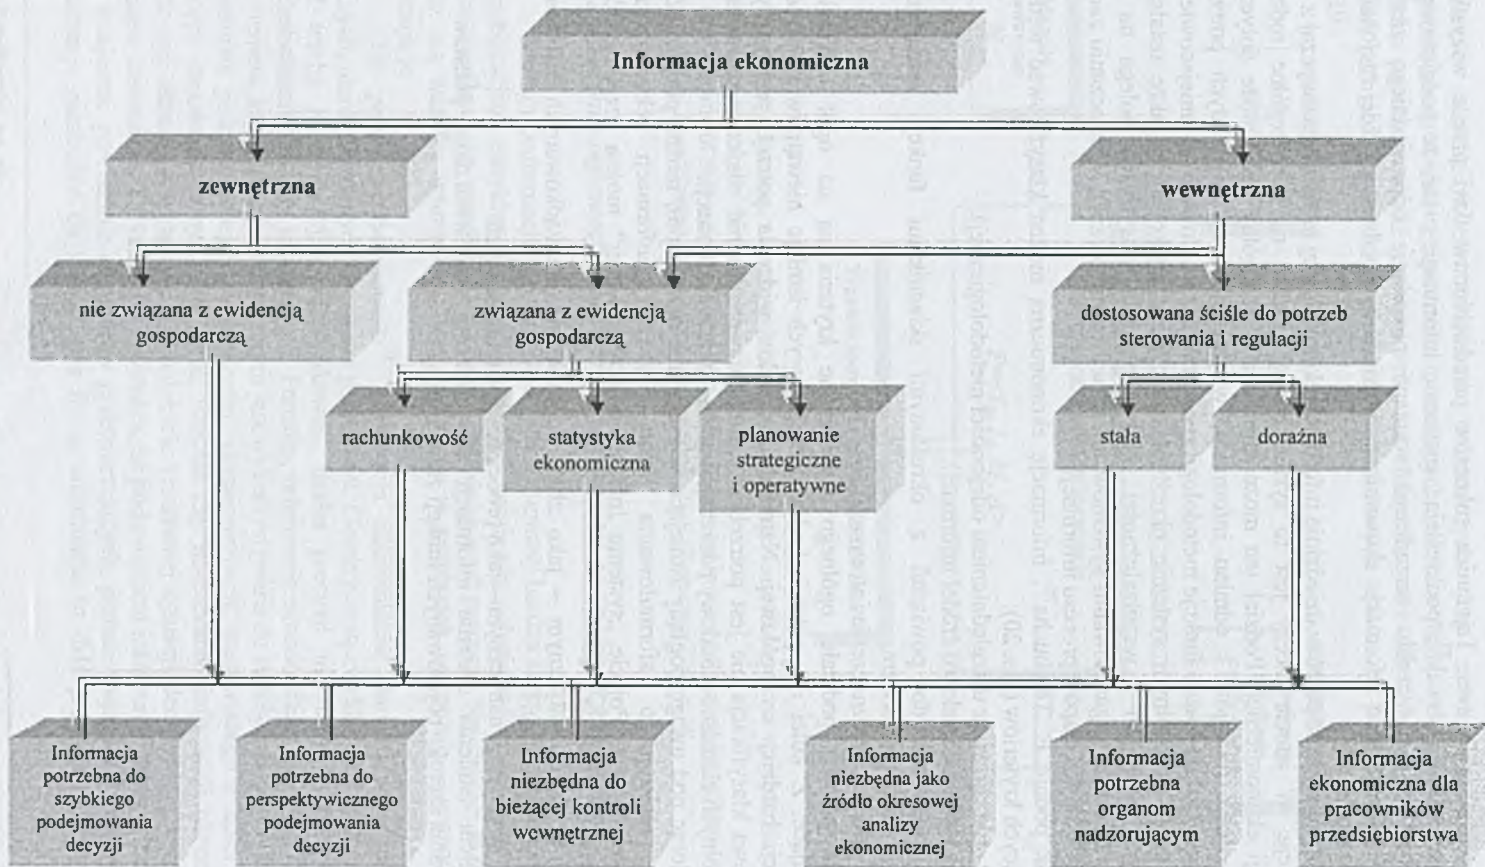 Informacja ekonomiczna
zewnętrzna
wewnętrzna
nie związana z ewidencją
gospodarczą
związana z ewidencją
gospodarczą
dostosowana ściśle do potrzeb
sterowania i regulacji
rachunkowość
statystyka
ekonomiczna
planowanie
strategiczne
i operatywne
stała
doraźna
Informacja
potrzebna do
szybkiego
podejmowania
decyzji
Informacja
potrzebna do
perspektywicznego
podejmowania
decyzji
Informacja
niezbędna do
bieżącej kontroli
wewnętrznej
Informacja
niezbędna jako
źródło okresowej
analizy
ekonomicznej
Informacja
potrzebna
organom
nadzorującym
Informacja
ekonomiczna dla
pracowników
przedsiębiorstwa